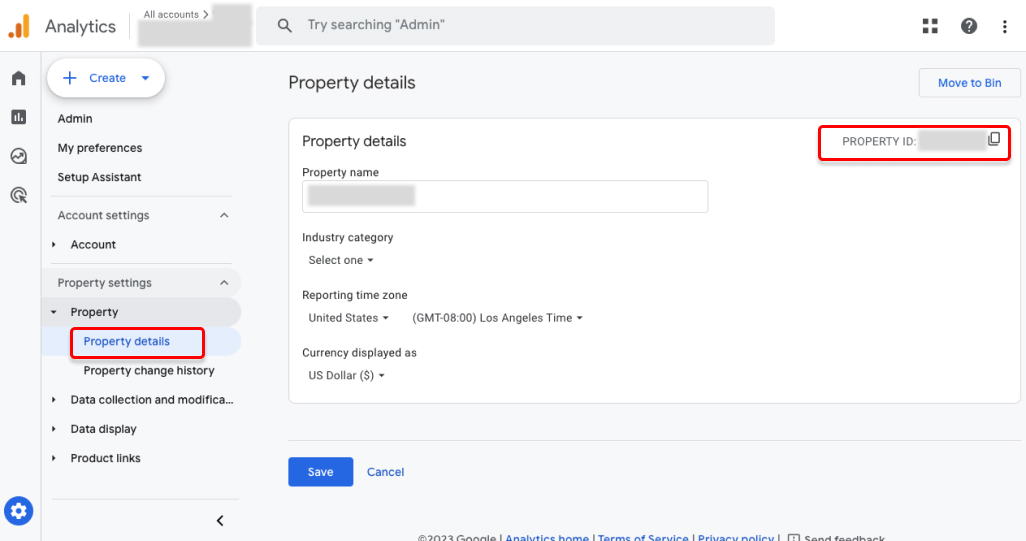 Analytics
All accounts >
Try searching "Admin"
Create
Admin
My preferences
Setup Assistant
Account settings
Account
Property settings
Property
Property details
Property change history
Data collection and modifica...
Data display
Product links
Property details
Move to Bin
Property details
PROPERTY ID:
Property name
Industry category
Select one
Reporting time zone
United States (GMT-08:00) Los Angeles Time
Currency displayed as
US Dollar ($)
Save Cancel
©2023 Google | Analytics home | Terms of Service | Privacy policy | Send feedback